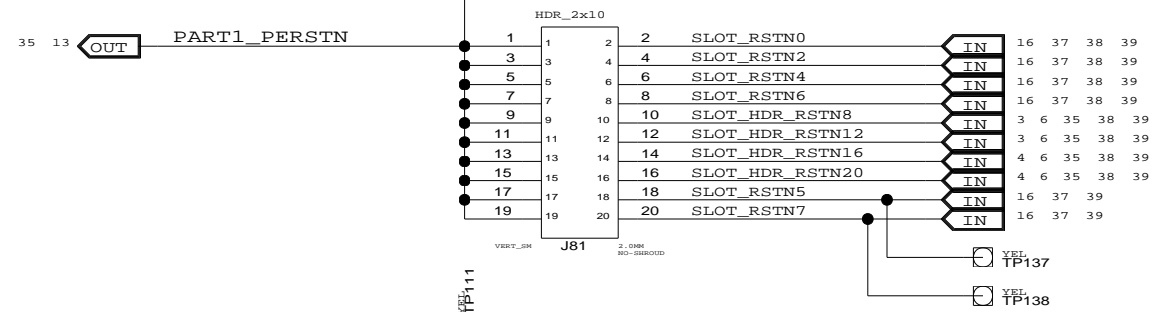 HDR_2x10
35 13 OUT PART1_PERSTN
1 1 2 2 SLOT_RSTN0 IN 16 37 38 39
3 3 4 4 SLOT_RSTN2 IN 16 37 38 39
5 5 6 6 SLOT_RSTN4 IN 16 37 38 39
7 7 8 8 SLOT_RSTN6 IN 16 37 38 39
9 9 10 10 SLOT_HDR_RSTN8 IN 3 6 35 38 39
11 11 12 12 SLOT_HDR_RSTN12 IN 3 6 35 38 39
13 13 14 14 SLOT_HDR_RSTN16 IN 4 6 35 38 39
15 15 16 16 SLOT_HDR_RSTN20 IN 4 6 35 38 39
17 17 18 18 SLOT_RSTN5 IN 16 37 39
19 19 20 20 SLOT_RSTN7 IN 16 37 39
VERT_SM J81 2.0MM
NO-SHROUD
YEL
TP137
YEL
TP111
YEL
TP138